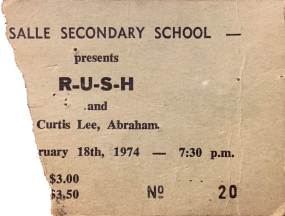 SALLE SECONDARY SCHOOL —
presents
R-U-S-H
and
Curtis Lee, Abraham.
ruary 18th, 1974 — 7:30 p.m.
$3.00
$3.50 No 20